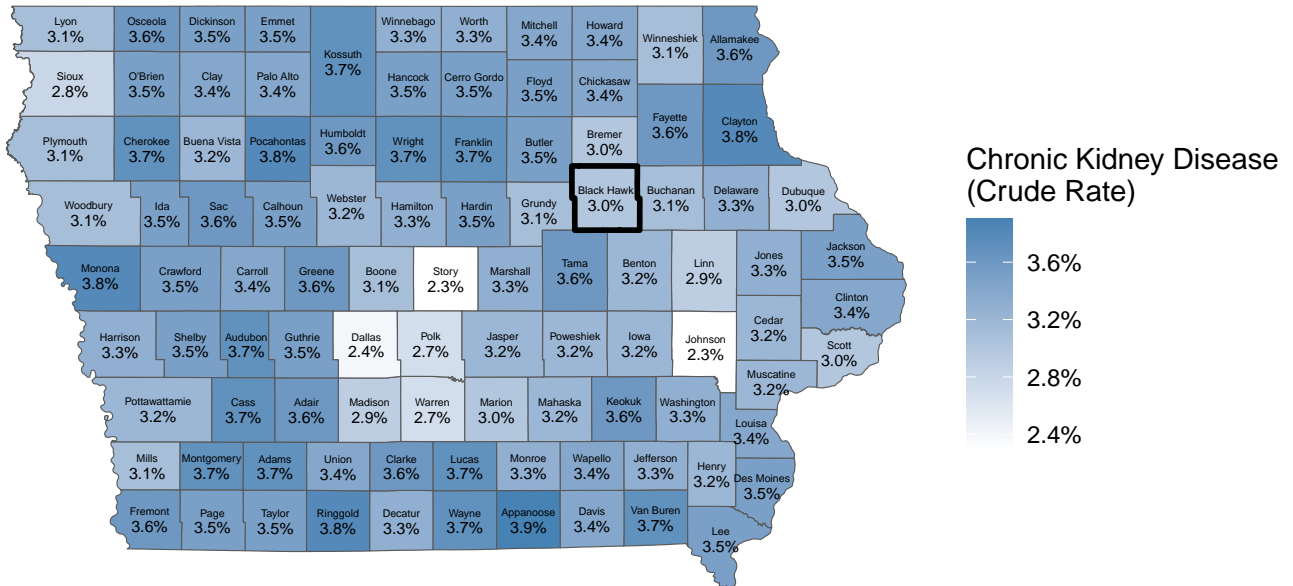 Lyon
3.1%
Osceola
3.6%
Dickinson
3.5%
Emmet
3.5%
Kossuth
3.7%
Winnebago
3.3%
Worth
3.3%
Mitchell
3.4%
Howard
3.4%
Winneshiek
3.1%
Allamakee
3.6%
Sioux
2.8%
O'Brien
3.5%
Clay
3.4%
Palo Alto
3.4%
Hancock
3.5%
Cerro Gordo
3.5%
Floyd
3.5%
Chickasaw
3.4%
Fayette
3.6%
Clayton
3.8%
Plymouth
3.1%
Cherokee
3.7%
Buena Vista
3.2%
Pocahontas
3.8%
Humboldt
3.6%
Wright
3.7%
Franklin
3.7%
Butler
3.5%
Bremer
3.0%
Woodbury
3.1%
Ida
3.5%
Sac
3.6%
Calhoun
3.5%
Webster
3.2%
Hamilton
3.3%
Hardin
3.5%
Grundy
3.1%
Black Hawk
3.0%
Buchanan
3.1%
Delaware
3.3%
Dubuque
3.0%
Monona
3.8%
Crawford
3.5%
Carroll
3.4%
Greene
3.6%
Boone
3.1%
Story
2.3%
Marshall
3.3%
Tama
3.6%
Benton
3.2%
Linn
2.9%
Jones
3.3%
Jackson
3.5%
Clinton
3.4%
Harrison
3.3%
Shelby
3.5%
Audubon
3.7%
Guthrie
3.5%
Dallas
2.4%
Polk
2.7%
Jasper
3.2%
Poweshiek
3.2%
Iowa
3.2%
Johnson
2.3%
Cedar
3.2%
Scott
3.0%
Muscatine
3.2%
Pottawattamie
3.2%
Cass
3.7%
Adair
3.6%
Madison
2.9%
Warren
2.7%
Marion
3.0%
Mahaska
3.2%
Keokuk
3.6%
Washington
3.3%
Louisa
3.4%
Mills
3.1%
Montgomery
3.7%
Adams
3.7%
Union
3.4%
Clarke
3.6%
Lucas
3.7%
Monroe
3.3%
Wapello
3.4%
Jefferson
3.3%
Henry
3.2%
Des Moines
3.5%
Fremont
3.6%
Page
3.5%
Taylor
3.5%
Ringgold
3.8%
Decatur
3.3%
Wayne
3.7%
Appanoose
3.9%
Davis
3.4%
Van Buren
3.7%
Lee
3.5%
Chronic Kidney Disease
(Crude Rate)
3.6%
3.2%
2.8%
2.4%